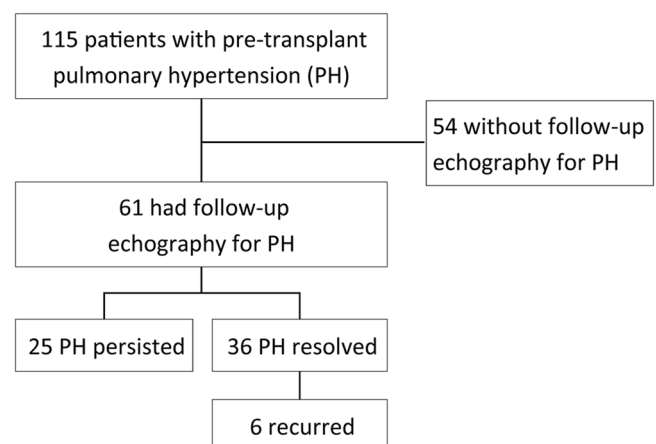 115 patients with pre-transplant
pulmonary hypertension (PH)
54 without follow-up
echography for PH
61 had follow-up
echography for PH
25 PH persisted
36 PH resolved
6 recurred